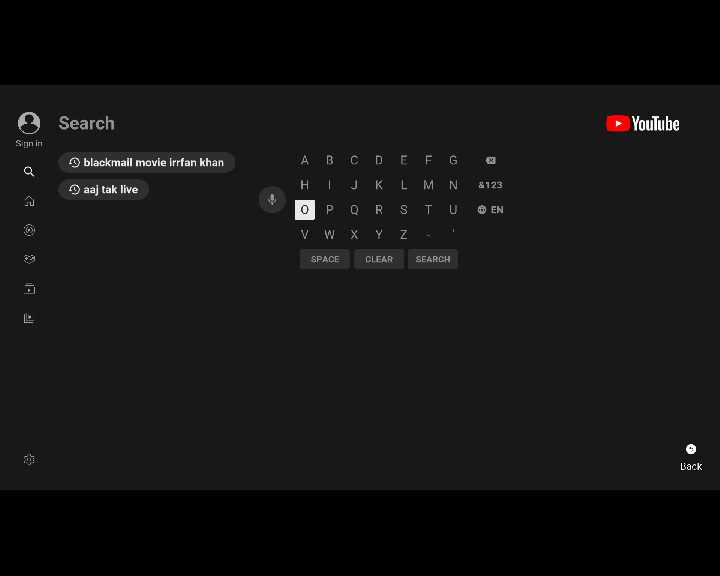 Search
YouTube
Sign in
blackmail movie irrfan khan
aaj tak live
A B C D E F G
H I J K L M N &123
O P Q R S T U EN
V W X Y Z - '
SPACE CLEAR SEARCH
Back